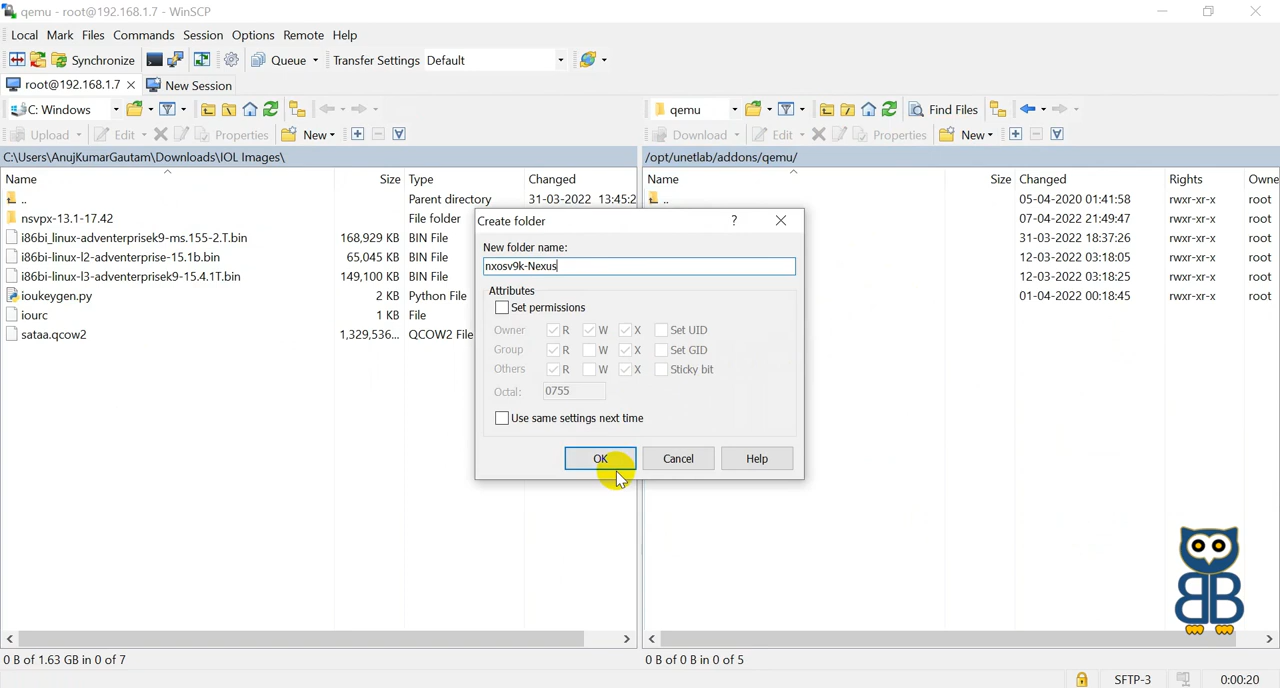 qemu - root@192.168.1.7 - WinSCP
Local Mark Files Commands Session Options Remote Help
Synchronize Queue Transfer Settings Default
root@192.168.1.7 New Session
C: Windows
qemu Find Files
Upload Edit Properties New
Download Edit Properties New
C:\Users\AnujKumarGautam\Downloads\IOL Images\
/opt/unetlab/addons/qemu/
Name Size Type Changed
.. Parent directory 31-03-2022 13:45:2
nsvpx-13.1-17.42 File folder
i86bi_linux-adventerprisek9-ms.155-2.T.bin 168,929 KB BIN File
i86bi-linux-l2-adventerprise-15.1b.bin 65,045 KB BIN File
i86bi-linux-l3-adventerprisek9-15.4.1T.bin 149,100 KB BIN File
ioukeygen.py 2 KB Python File
iourc 1 KB File
sataa.qcow2 1,329,536... QCOW2 File
Name Size Changed Rights Owne
.. 05-04-2020 01:41:58 rwxr-xr-x root
07-04-2022 21:49:47 rwxr-xr-x root
31-03-2022 18:37:26 rwxr-xr-x root
12-03-2022 03:18:05 rwxr-xr-x root
12-03-2022 03:18:25 rwxr-xr-x root
01-04-2022 00:18:45 rwxr-xr-x root
Create folder ?
New folder name:
nxosv9k-Nexus
Attributes
Set permissions
Owner R W X Set UID
Group R W X Set GID
Others R W X Sticky bit
Octal: 0755
Use same settings next time
OK Cancel Help
BB
0 B of 1.63 GB in 0 of 7
0 B of 0 B in 0 of 5
SFTP-3 0:00:20